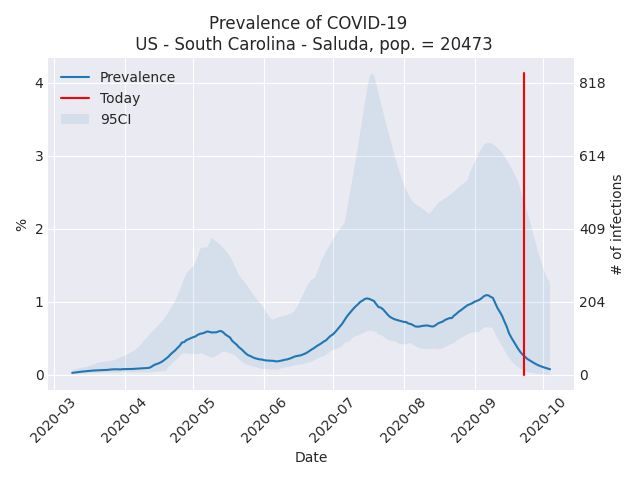 Prevalence of COVID-19
US - South Carolina - Saluda, pop. = 20473
Prevalence
Today
95CI
4
3
2
1
0
%
818
614
409
204
0
# of infections
2020-03
2020-04
2020-05
2020-06
2020-07
2020-08
2020-09
2020-10
Date